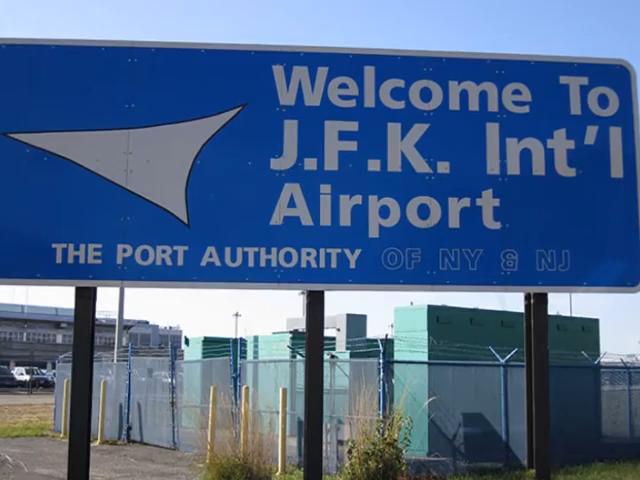 Welcome To
J.F.K. Int'l
Airport
THE PORT AUTHORITY OF NY & NJ